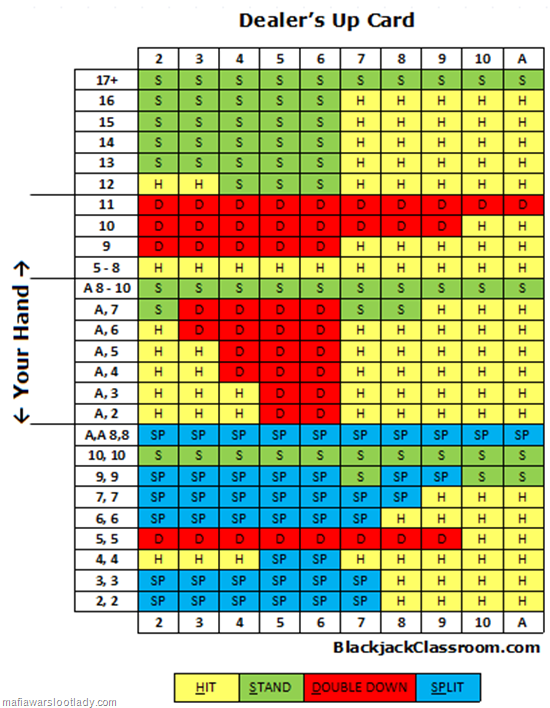 Dealer's Up Card
2 3 4 5 6 7 8 9 10 A
17+ S S S S S S S S S S
16 S S S S S H H H H H
15 S S S S S H H H H H
14 S S S S S H H H H H
13 S S S S S H H H H H
12 H H S S S H H H H H
11 D D D D D D D D D D
10 D D D D D D D D H H
9 D D D D D H H H H H
5 - 8 H H H H H H H H H H
A 8 - 10 S S S S S S S S S S
A, 7 S D D D D S S H H H
A, 6 H D D D D H H H H H
A, 5 H H D D D H H H H H
A, 4 H H D D D H H H H H
A, 3 H H H D D H H H H H
A, 2 H H H D D H H H H H
A,A 8,8 SP SP SP SP SP SP SP SP SP SP
10, 10 S S S S S S S S S S
9, 9 SP SP SP SP SP S SP SP S S
7, 7 SP SP SP SP SP SP SP H H H
6, 6 SP SP SP SP SP SP H H H H
5, 5 D D D D D D D D H H
4, 4 H H H SP SP H H H H H
3, 3 SP SP SP SP SP SP H H H H
2, 2 SP SP SP SP SP SP H H H H
2 3 4 5 6 7 8 9 10 A
← Your Hand →
BlackjackClassroom.com
HIT STAND DOUBLE DOWN SPLIT
mafiawarslootlady.com